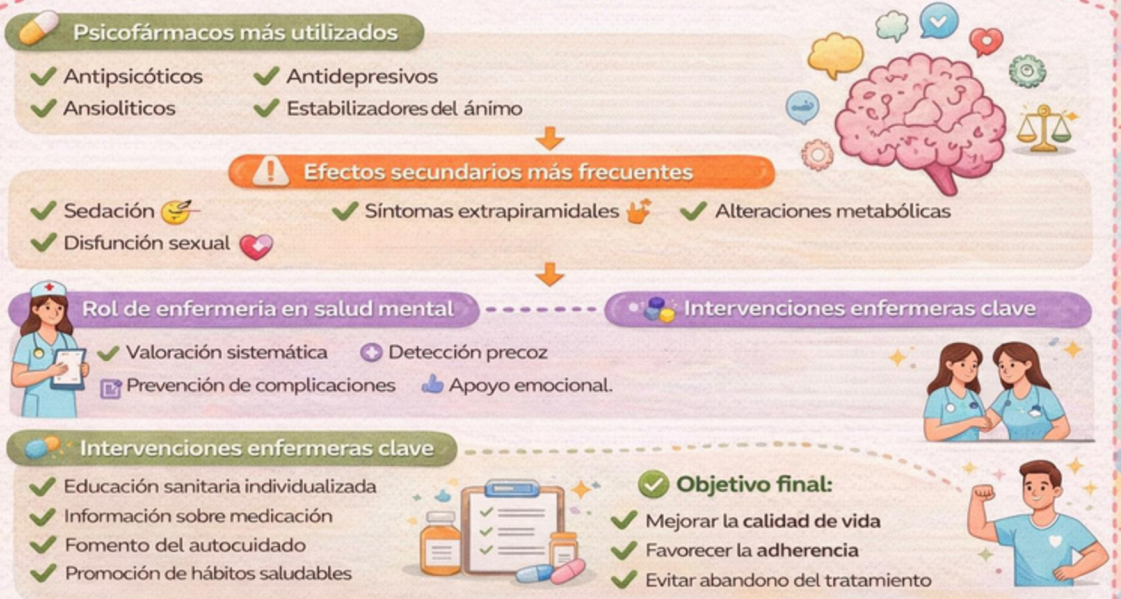 Psicofármacos más utilizados
Antipsicóticos
Antidepresivos
Ansioliticos
Estabilizadores del ánimo
Efectos secundarios más frecuentes
Sedación
Síntomas extrapiramidales
Alteraciones metabólicas
Disfunción sexual
Rol de enfermeria en salud mental
Intervenciones enfermeras clave
Valoración sistemática
Detección precoz
Prevención de complicaciones
Apoyo emocional.
Intervenciones enfermeras clave
Educación sanitaria individualizada
Información sobre medicación
Fomento del autocuidado
Promoción de hábitos saludables
Objetivo final:
Mejorar la calidad de vida
Favorecer la adherencia
Evitar abandono del tratamiento